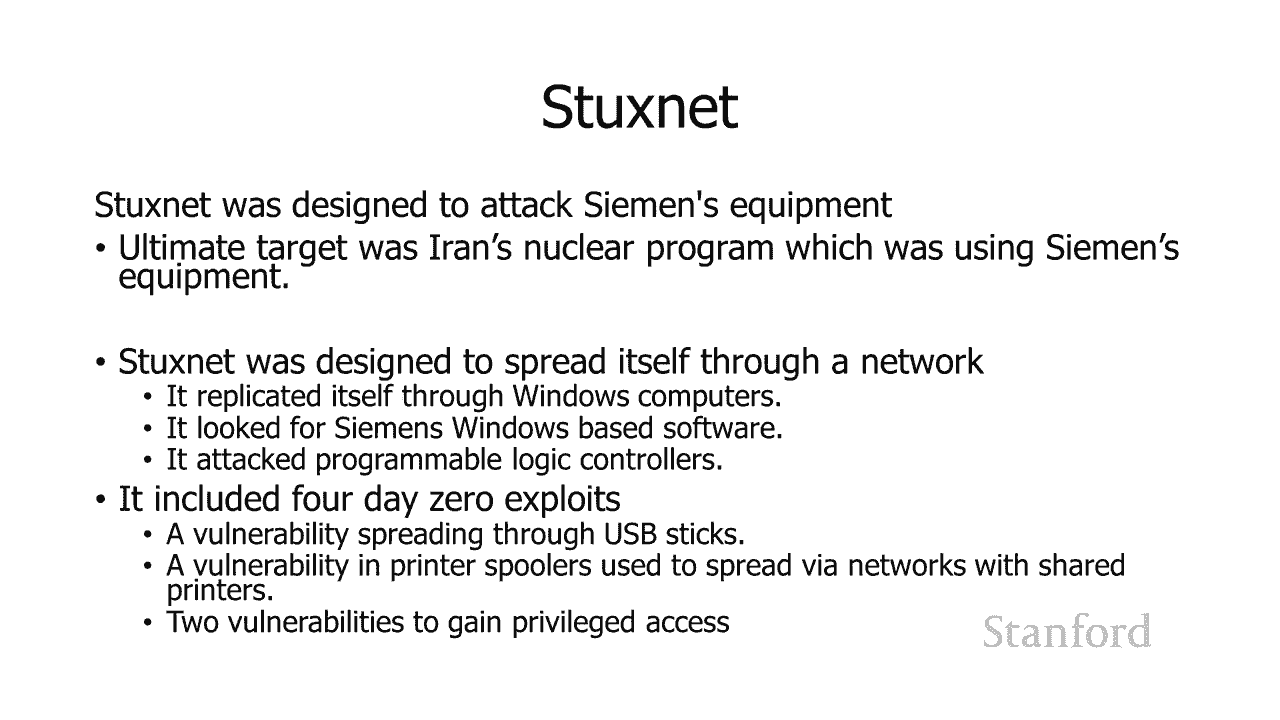 Stuxnet
Stuxnet was designed to attack Siemen's equipment
• Ultimate target was Iran’s nuclear program which was using Siemen’s
equipment.
• Stuxnet was designed to spread itself through a network
• It replicated itself through Windows computers.
• It looked for Siemens Windows based software.
• It attacked programmable logic controllers.
• It included four day zero exploits
• A vulnerability spreading through USB sticks.
• A vulnerability in printer spoolers used to spread via networks with shared
printers.
• Two vulnerabilities to gain privileged access
Stanford